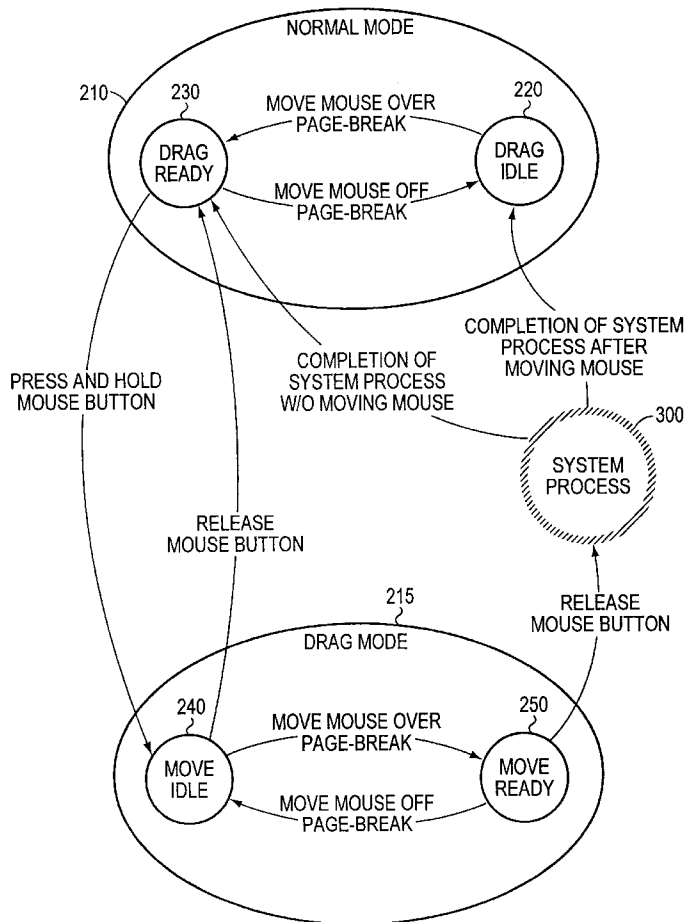 NORMAL MODE
210
230
220
MOVE MOUSE OVER
PAGE-BREAK
DRAG
READY
DRAG
IDLE
MOVE MOUSE OFF
PAGE-BREAK
PRESS AND HOLD
MOUSE BUTTON
COMPLETION OF
SYSTEM PROCESS
W/O MOVING MOUSE
COMPLETION OF SYSTEM
PROCESS AFTER
MOVING MOUSE
300
SYSTEM
PROCESS
RELEASE
MOUSE BUTTON
RELEASE
MOUSE BUTTON
215
DRAG MODE
240
250
MOVE MOUSE OVER
PAGE-BREAK
MOVE
IDLE
MOVE
READY
MOVE MOUSE OFF
PAGE-BREAK